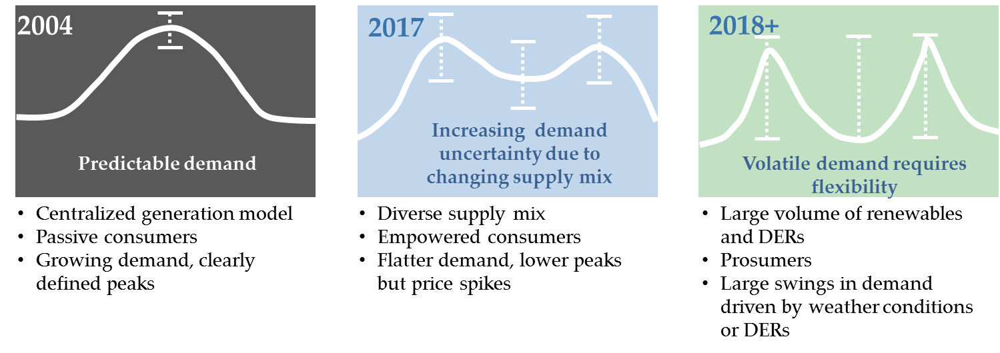 2004
Predictable demand
• Centralized generation model
• Passive consumers
• Growing demand, clearly
defined peaks
2017
Increasing demand
uncertainty due to
changing supply mix
• Diverse supply mix
• Empowered consumers
• Flatter demand, lower peaks
but price spikes
2018+
Volatile demand requires
flexibility
• Large volume of renewables
and DERs
• Prosumers
• Large swings in demand
driven by weather conditions
or DERs